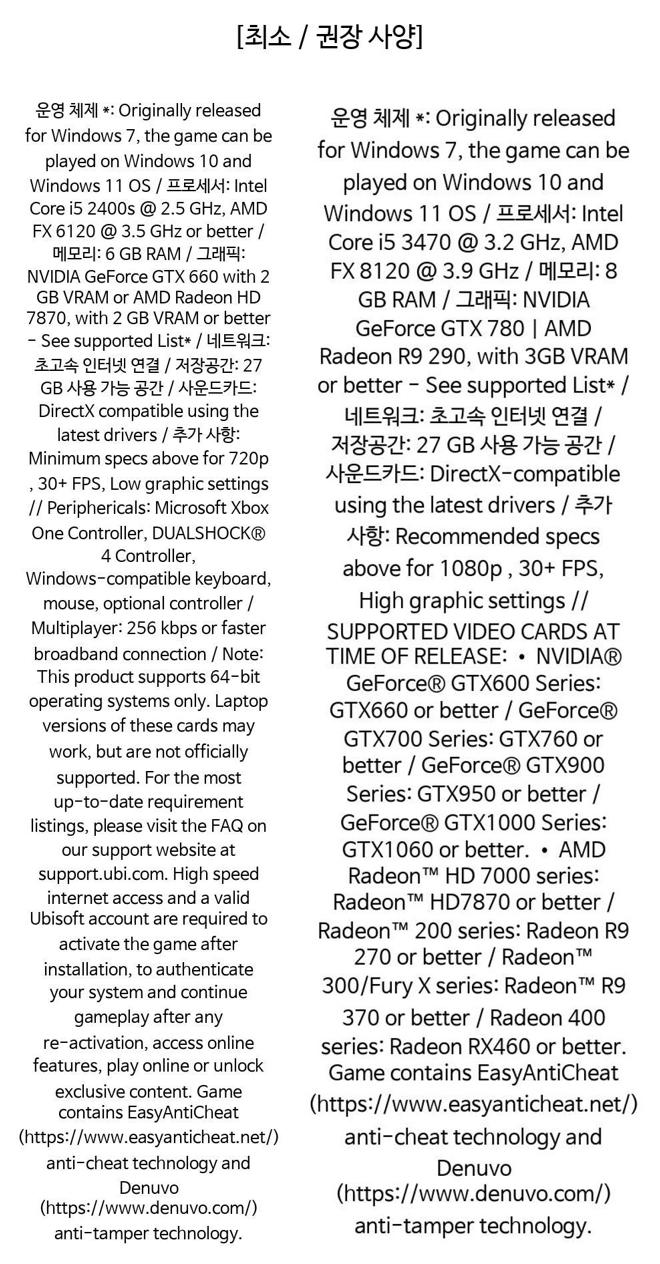 [최소 / 권장 사양]
운영 체제 *: Originally released
for Windows 7, the game can be
played on Windows 10 and
Windows 11 OS / 프로세서: Intel
Core i5 2400s @ 2.5 GHz, AMD
FX 6120 @ 3.5 GHz or better /
메모리: 6 GB RAM / 그래픽:
NVIDIA GeForce GTX 660 with 2
GB VRAM or AMD Radeon HD
7870, with 2 GB VRAM or better
- See supported List* / 네트워크:
초고속 인터넷 연결 / 저장공간: 27
GB 사용 가능 공간 / 사운드카드:
DirectX compatible using the
latest drivers / 추가 사항:
Minimum specs above for 720p
, 30+ FPS, Low graphic settings
// Periphericals: Microsoft Xbox
One Controller, DUALSHOCK®
4 Controller,
Windows-compatible keyboard,
mouse, optional controller /
Multiplayer: 256 kbps or faster
broadband connection / Note:
This product supports 64-bit
operating systems only. Laptop
versions of these cards may
work, but are not officially
supported. For the most
up-to-date requirement
listings, please visit the FAQ on
our support website at
support.ubi.com. High speed
internet access and a valid
Ubisoft account are required to
activate the game after
installation, to authenticate
your system and continue
gameplay after any
re-activation, access online
features, play online or unlock
exclusive content. Game
contains EasyAntiCheat
(https://www.easyanticheat.net/)
anti-cheat technology and
Denuvo
(https://www.denuvo.com/)
anti-tamper technology.
운영 체제 *: Originally released
for Windows 7, the game can be
played on Windows 10 and
Windows 11 OS / 프로세서: Intel
Core i5 3470 @ 3.2 GHz, AMD
FX 8120 @ 3.9 GHz / 메모리: 8
GB RAM / 그래픽: NVIDIA
GeForce GTX 780 | AMD
Radeon R9 290, with 3GB VRAM
or better - See supported List* /
네트워크: 초고속 인터넷 연결 /
저장공간: 27 GB 사용 가능 공간 /
사운드카드: DirectX-compatible
using the latest drivers / 추가
사항: Recommended specs
above for 1080p , 30+ FPS,
High graphic settings //
SUPPORTED VIDEO CARDS AT
TIME OF RELEASE: • NVIDIA®
GeForce® GTX600 Series:
GTX660 or better / GeForce®
GTX700 Series: GTX760 or
better / GeForce® GTX900
Series: GTX950 or better /
GeForce® GTX1000 Series:
GTX1060 or better. • AMD
Radeon™ HD 7000 series:
Radeon™ HD7870 or better /
Radeon™ 200 series: Radeon R9
270 or better / Radeon™
300/Fury X series: Radeon™ R9
370 or better / Radeon 400
series: Radeon RX460 or better.
Game contains EasyAntiCheat
(https://www.easyanticheat.net/)
anti-cheat technology and
Denuvo
(https://www.denuvo.com/)
anti-tamper technology.